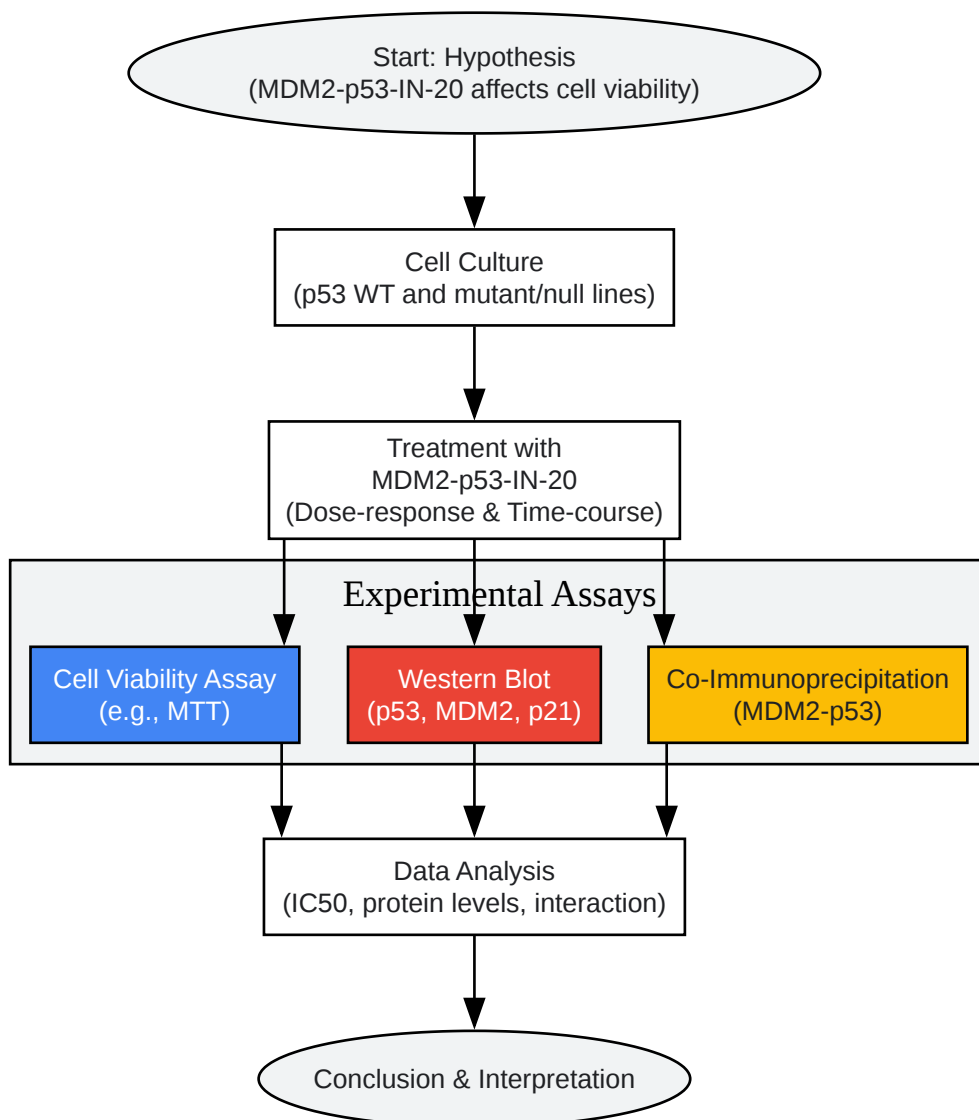 Start: Hypothesis
(MDM2-p53-IN-20 affects cell viability)
Cell Culture
(p53 WT and mutant/null lines)
Treatment with
MDM2-p53-IN-20
(Dose-response & Time-course)
Experimental Assays
Cell Viability Assay
(e.g., MTT)
Western Blot
(p53, MDM2, p21)
Co-Immunoprecipitation
(MDM2-p53)
Data Analysis
(IC50, protein levels, interaction)
Conclusion & Interpretation